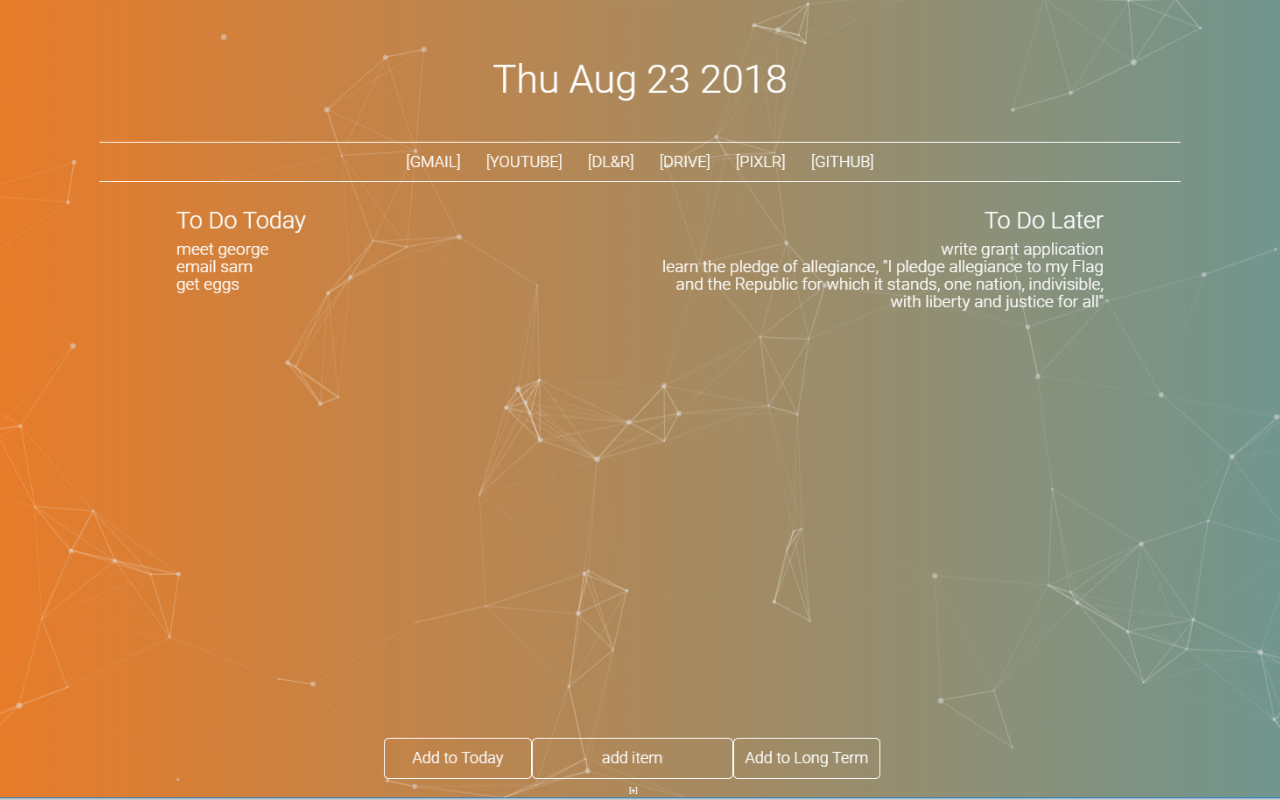 Thu Aug 23 2018
[GMAIL] [YOUTUBE] [DL&R] [DRIVE] [PIXLR] [GITHUB]
To Do Today
meet george
email sam
get eggs
To Do Later
write grant application
learn the pledge of allegiance, "I pledge allegiance to my Flag
and the Republic for which it stands, one nation, indivisible,
with liberty and justice for all"
Add to Today
add item
Add to Long Term
[+]